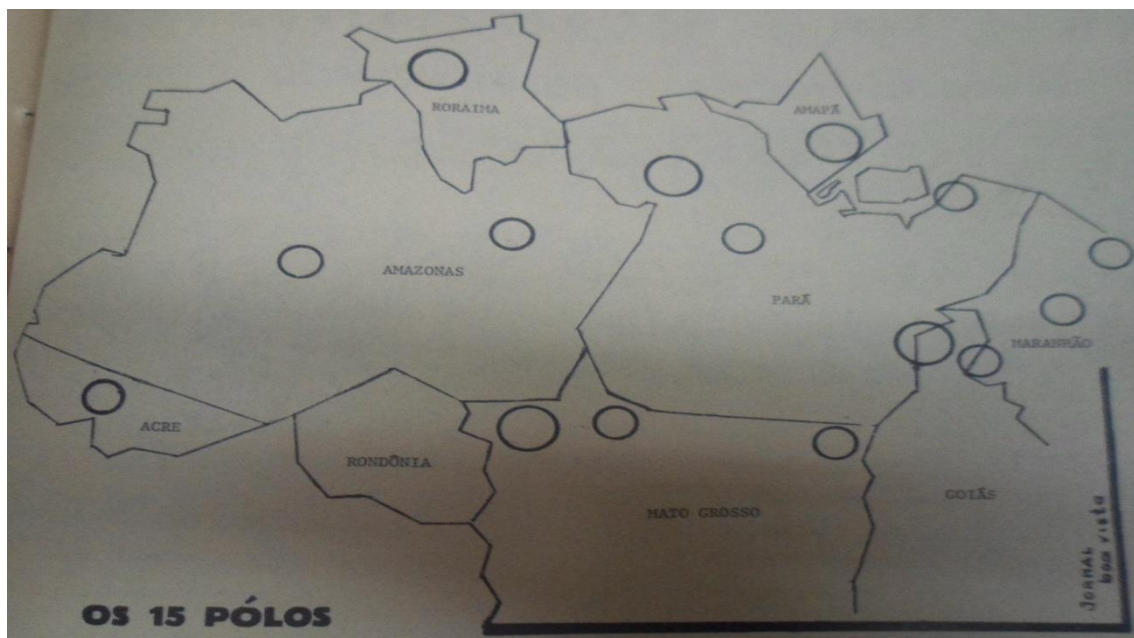 RORAIMA
AMAPÁ
AMAZONAS
PARÁ
MARANHÃO
ACRE
RONDÔNIA
GOIÁS
MATO GROSSO
JORNAL
boa vista
OS 15 PÓLOS